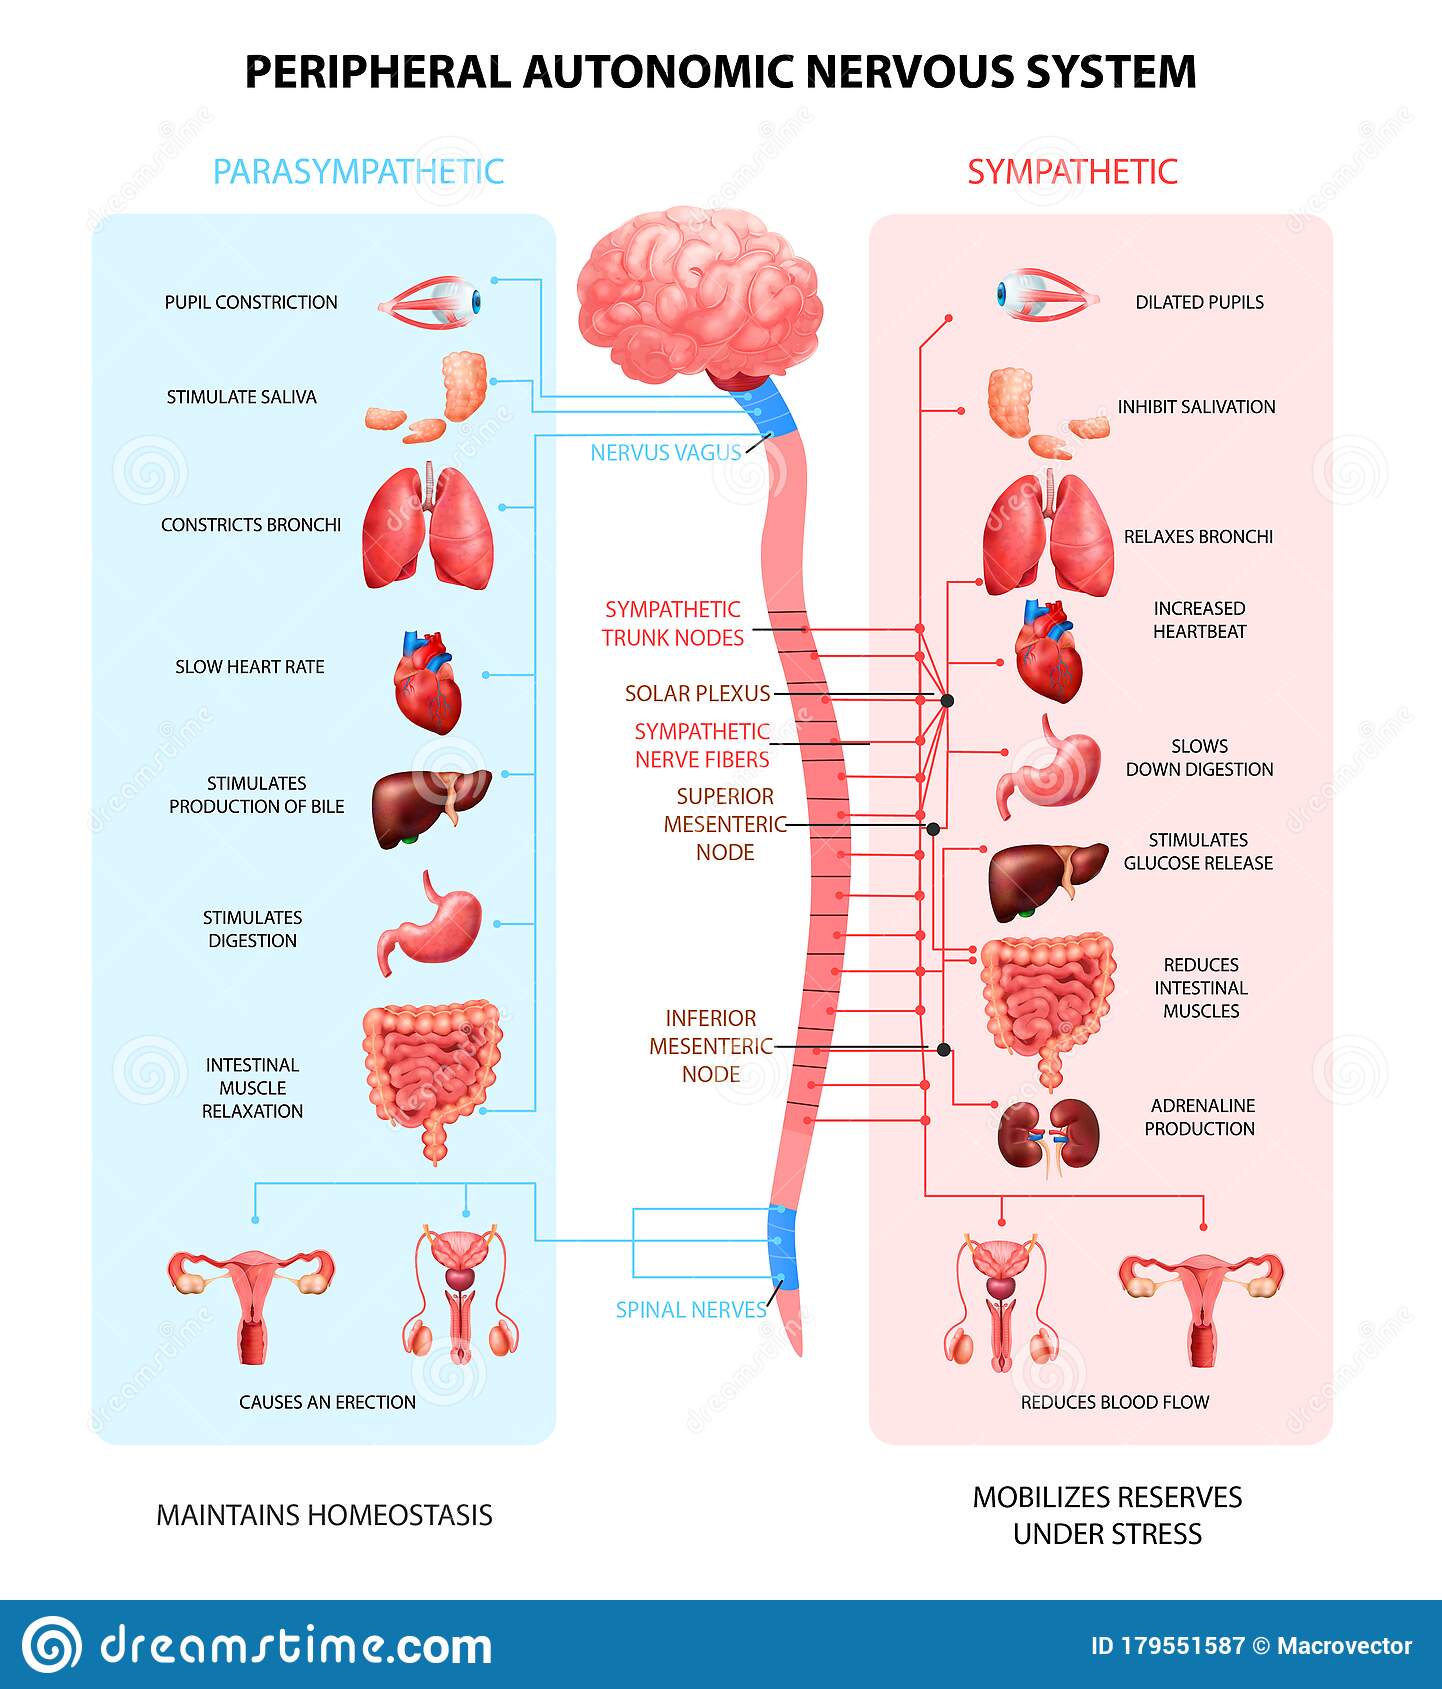 PERIPHERAL AUTONOMIC NERVOUS SYSTEM
PARASYMPATHETIC
PUPIL CONSTRICTION
STIMULATE SALIVA
CONSTRICTS BRONCHI
SLOW HEART RATE
STIMULATES
PRODUCTION OF BILE
STIMULATES
DIGESTION
INTESTINAL
MUSCLE
RELAXATION
CAUSES AN ERECTION
MAINTAINS HOMEOSTASIS
NERVUS VAGUS
SYMPATHETIC
TRUNK NODES
SOLAR PLEXUS
SYMPATHETIC
NERVE FIBERS
SUPERIOR
MESENTERIC
NODE
INFERIOR
MESENTERIC
NODE
SPINAL NERVES
SYMPATHETIC
DILATED PUPILS
INHIBIT SALIVATION
RELAXES BRONCHI
INCREASED
HEARTBEAT
SLOWS
DOWN DIGESTION
STIMULATES
GLUCOSE RELEASE
REDUCES
INTESTINAL
MUSCLES
ADRENALINE
PRODUCTION
REDUCES BLOOD FLOW
MOBILIZES RESERVES
UNDER STRESS
dreamstime.com
ID 179551587 © Macrovector